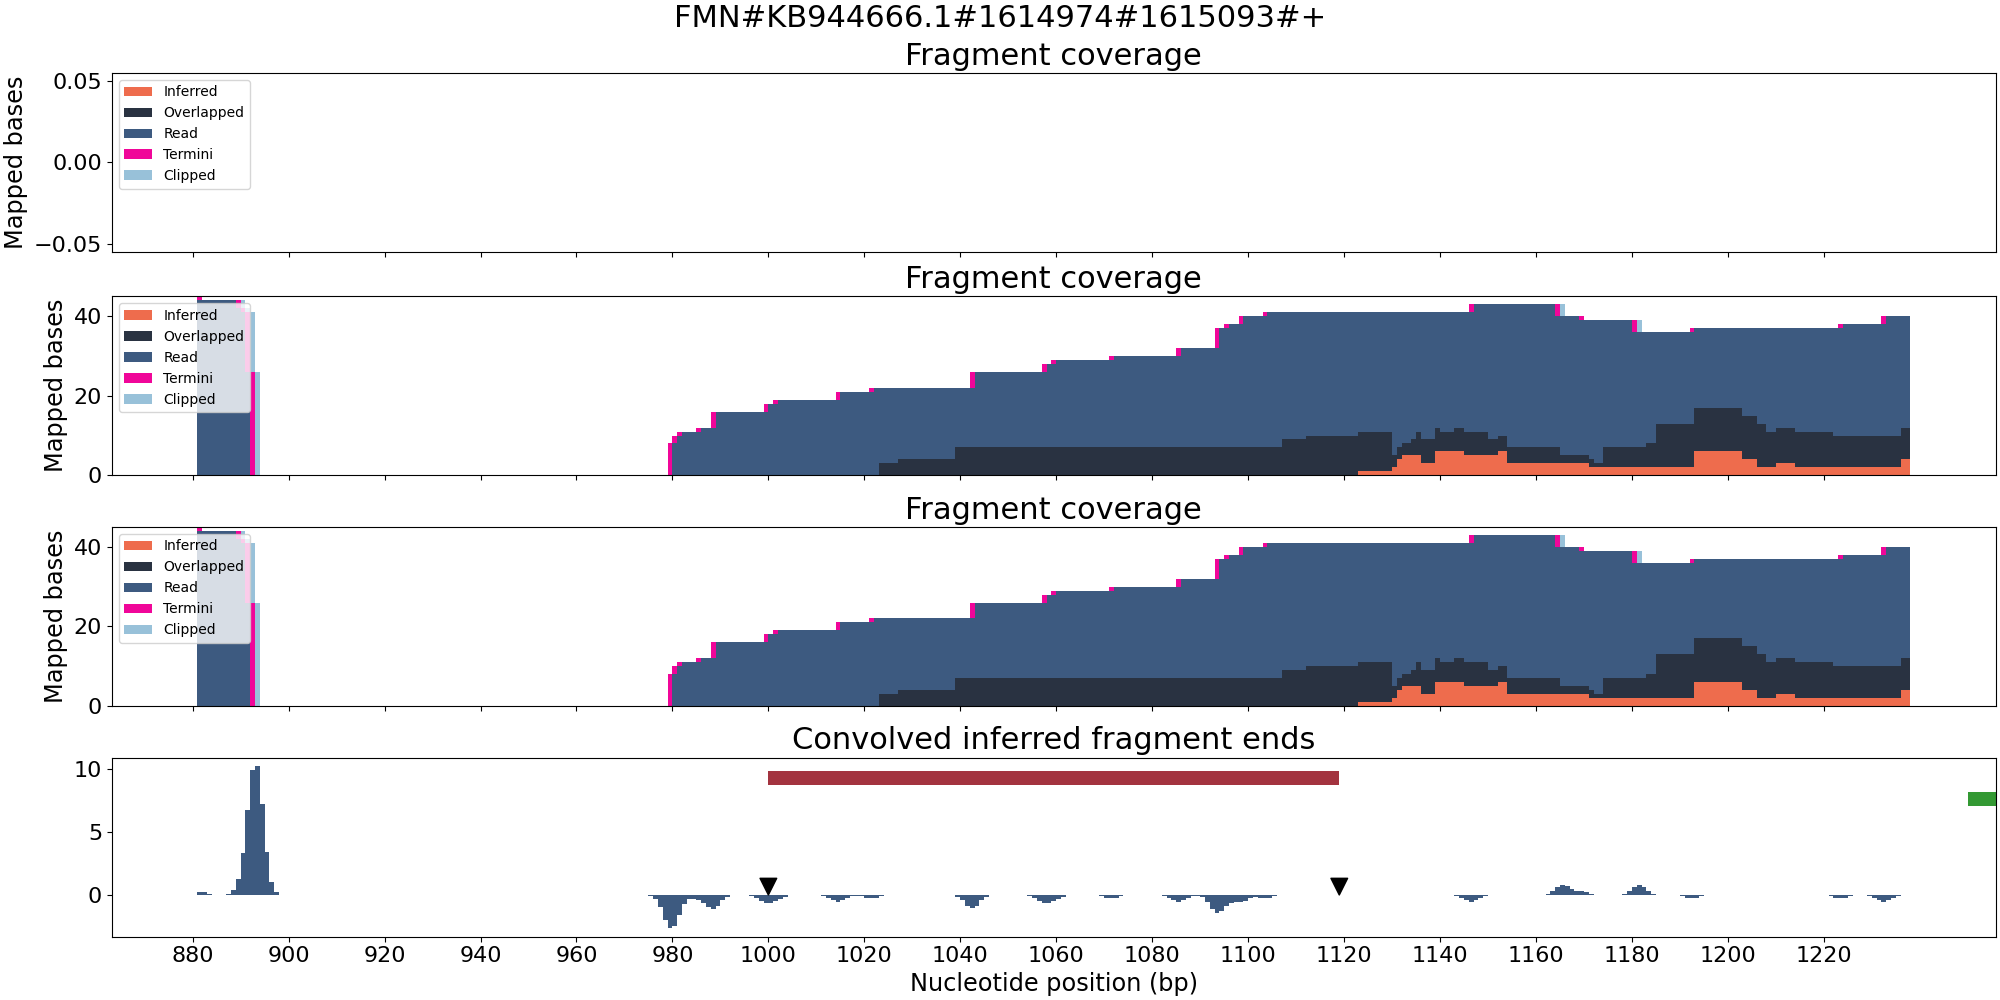 FMN#KB944666.1#1614974#1615093#+
Fragment coverage
Mapped bases
0.05
0.00
−0.05
Inferred
Overlapped
Read
Termini
Clipped
Fragment coverage
Mapped bases
40
20
0
Inferred
Overlapped
Read
Termini
Clipped
Fragment coverage
Mapped bases
40
20
0
Inferred
Overlapped
Read
Termini
Clipped
Convolved inferred fragment ends
10
5
0
880 900 920 940 960 980 1000 1020 1040 1060 1080 1100 1120 1140 1160 1180 1200 1220
Nucleotide position (bp)